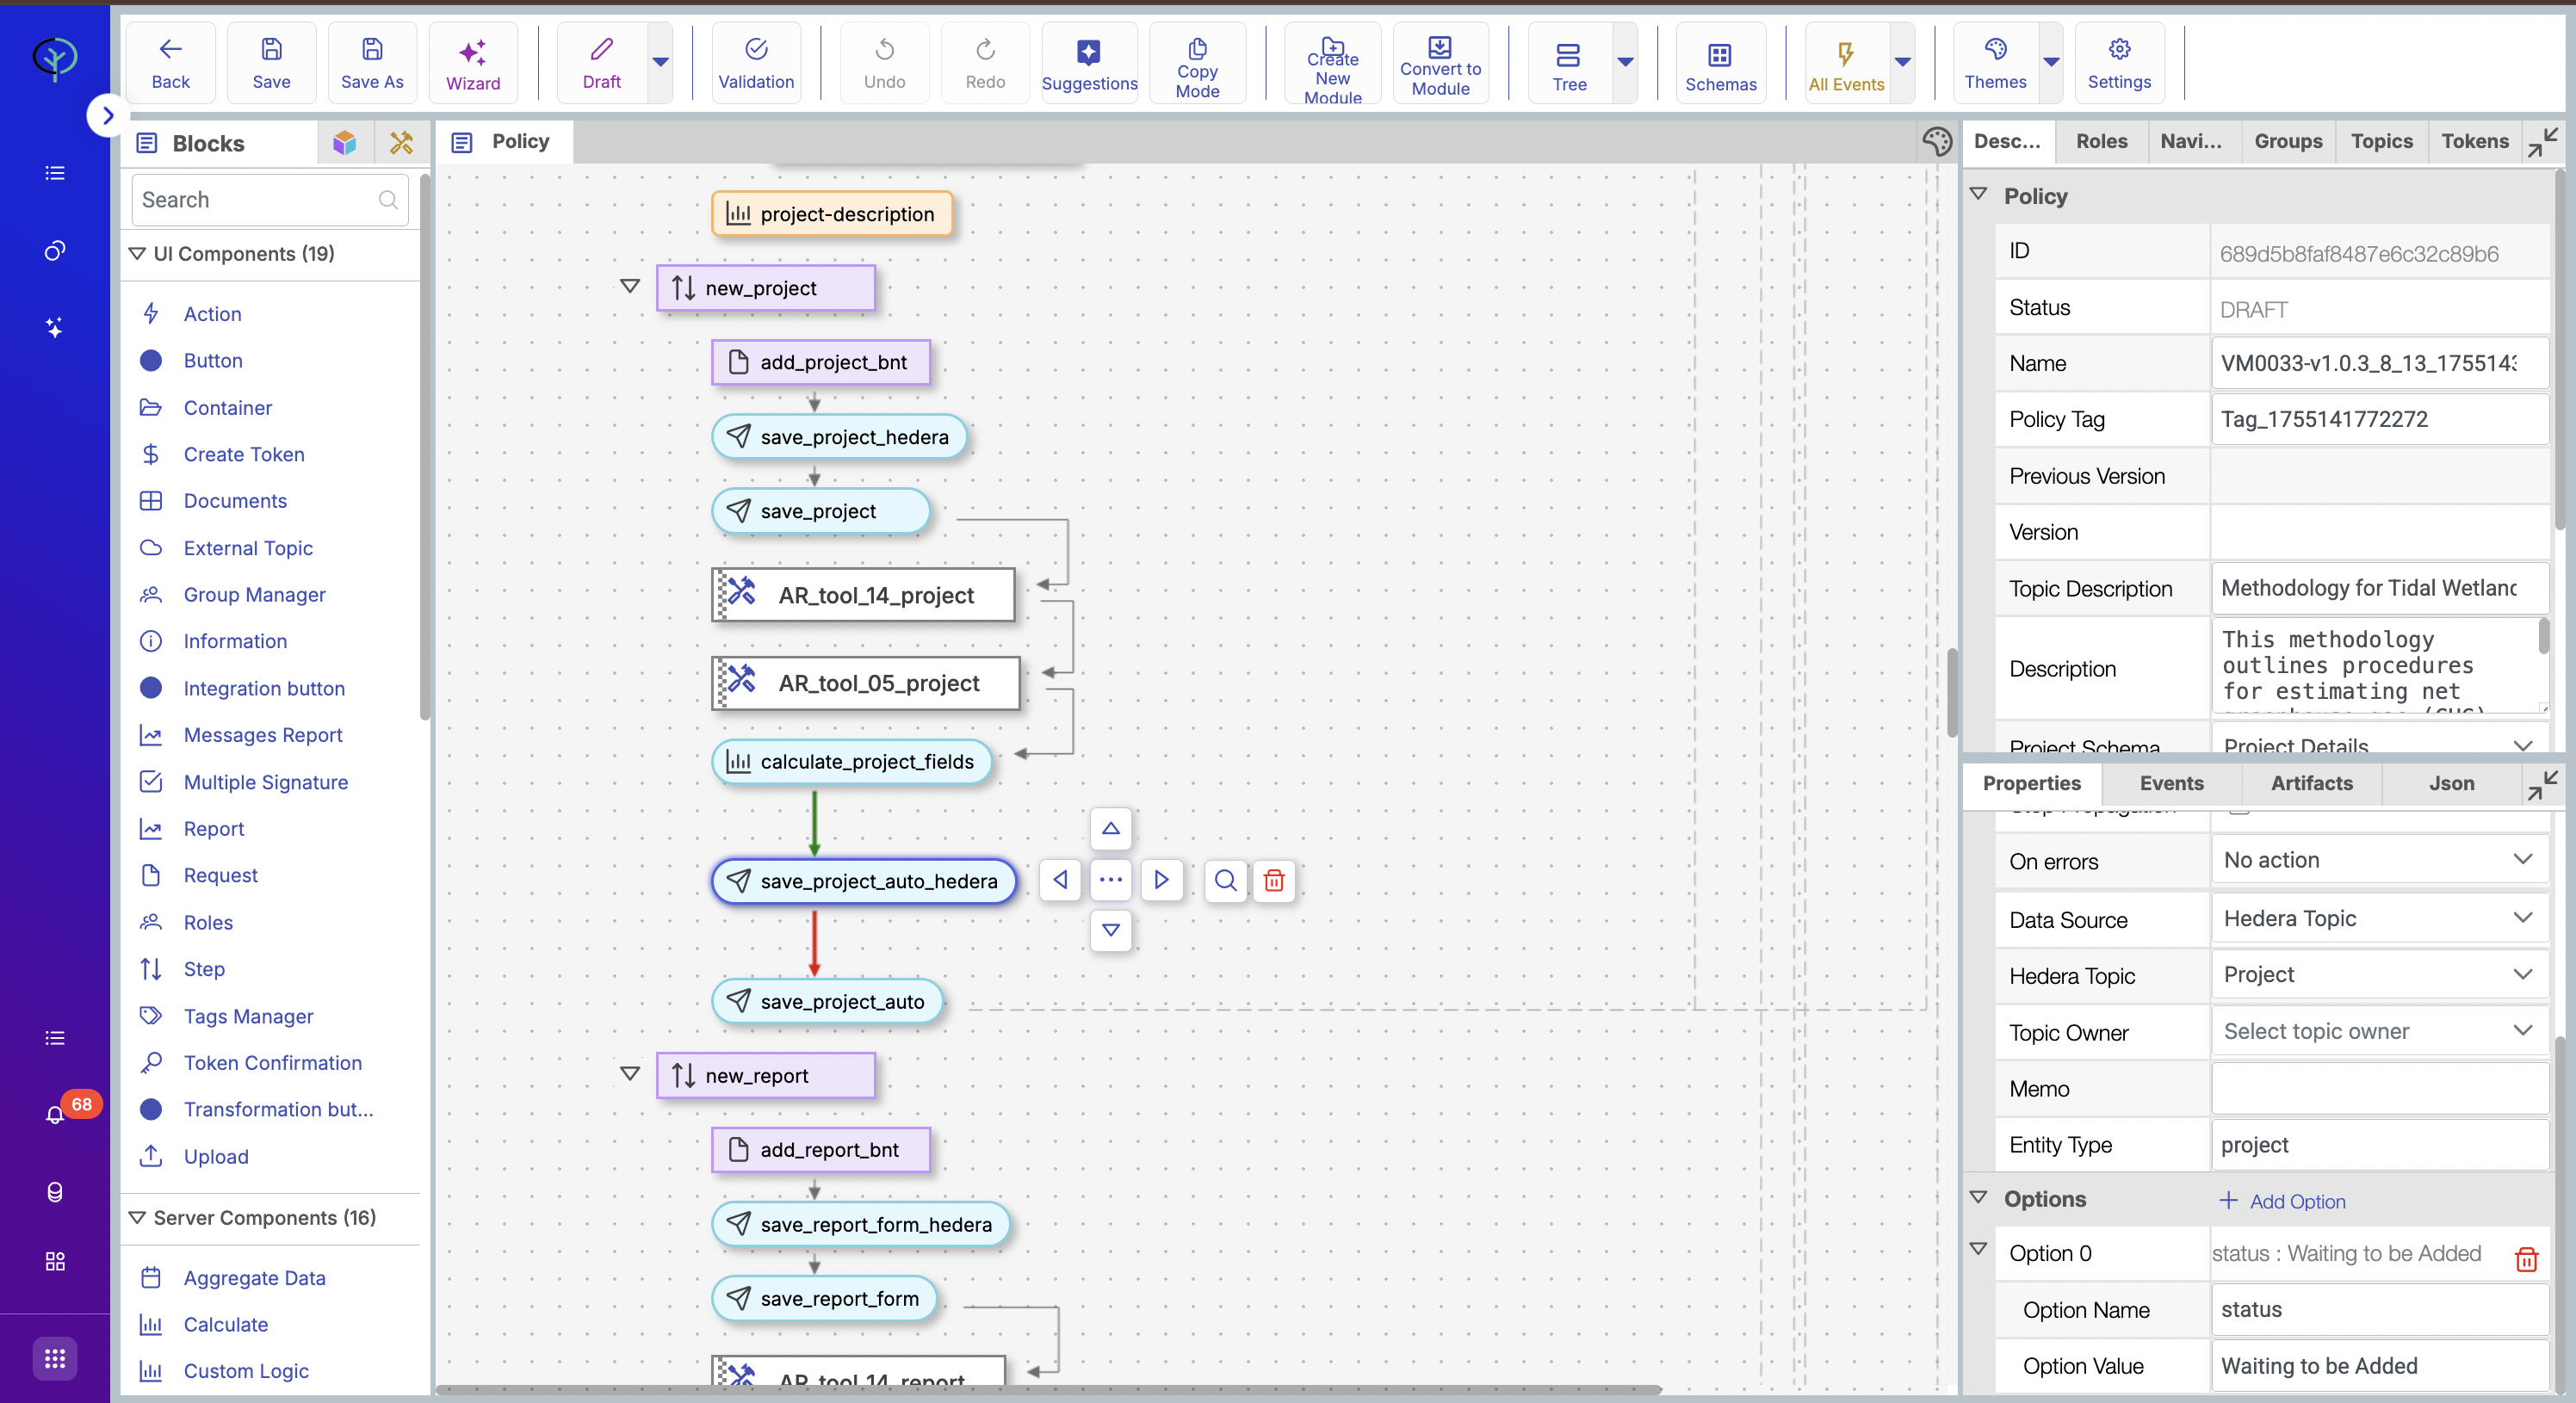 Back
Save
Save As
Wizard
Draft
Validation
Undo
Redo
Suggestions
Copy
Mode
Create
New
Module
Convert to
Module
Tree
Schemas
All Events
Themes
Settings
68
Blocks
Search
UI Components (19)
Action
Button
Container
Create Token
Documents
External Topic
Group Manager
Information
Integration button
Messages Report
Multiple Signature
Report
Request
Roles
Step
Tags Manager
Token Confirmation
Transformation but...
Upload
Server Components (16)
Aggregate Data
Calculate
Custom Logic
Policy
project-description
new_project
add_project_bnt
save_project_hedera
save_project
AR_tool_14_project
AR_tool_05_project
calculate_project_fields
save_project_auto_hedera
save_project_auto
new_report
add_report_bnt
save_report_form_hedera
save_report_form
AR_tool_14_report
Desc... Roles Navi... Groups Topics Tokens
Policy
ID 689d5b8faf8487e6c32c89b6
Status DRAFT
Name VM0033-v1.0.3_8_13_175514
Policy Tag Tag_1755141772272
Previous Version
Version
Topic Description Methodology for Tidal Wetlan
Description
This methodology
outlines procedures
for estimating net
greenhouse gas (GHG)
Project Schema Project Details
Properties Events Artifacts Json
Stop Propagation
On errors No action
Data Source Hedera Topic
Hedera Topic Project
Topic Owner Select topic owner
Memo
Entity Type project
Options Add Option
Option 0 status : Waiting to be Added
Option Name status
Option Value Waiting to be Added